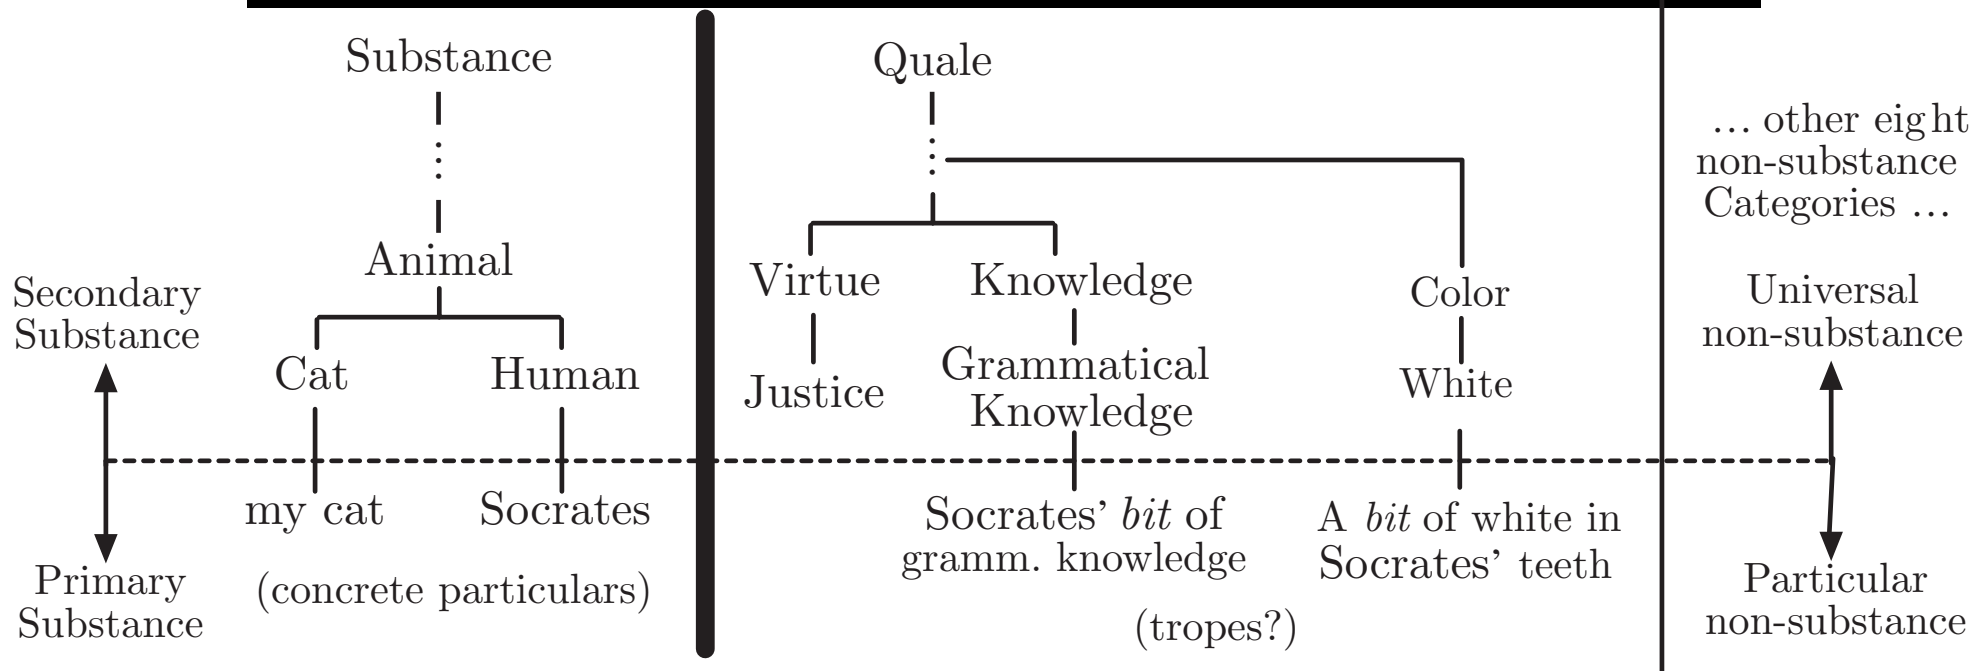 Substance
Quale
... other eight
non-substance
Categories ...
Animal
Secondary
Substance
Virtue
Knowledge
Color
Universal
non-substance
Cat
Human
Justice
Grammatical
Knowledge
White
my cat
Socrates
Socrates’ bit of
gramm. knowledge
A bit of white in
Socrates’ teeth
Primary
Substance
(concrete particulars)
(tropes?)
Particular
non-substance